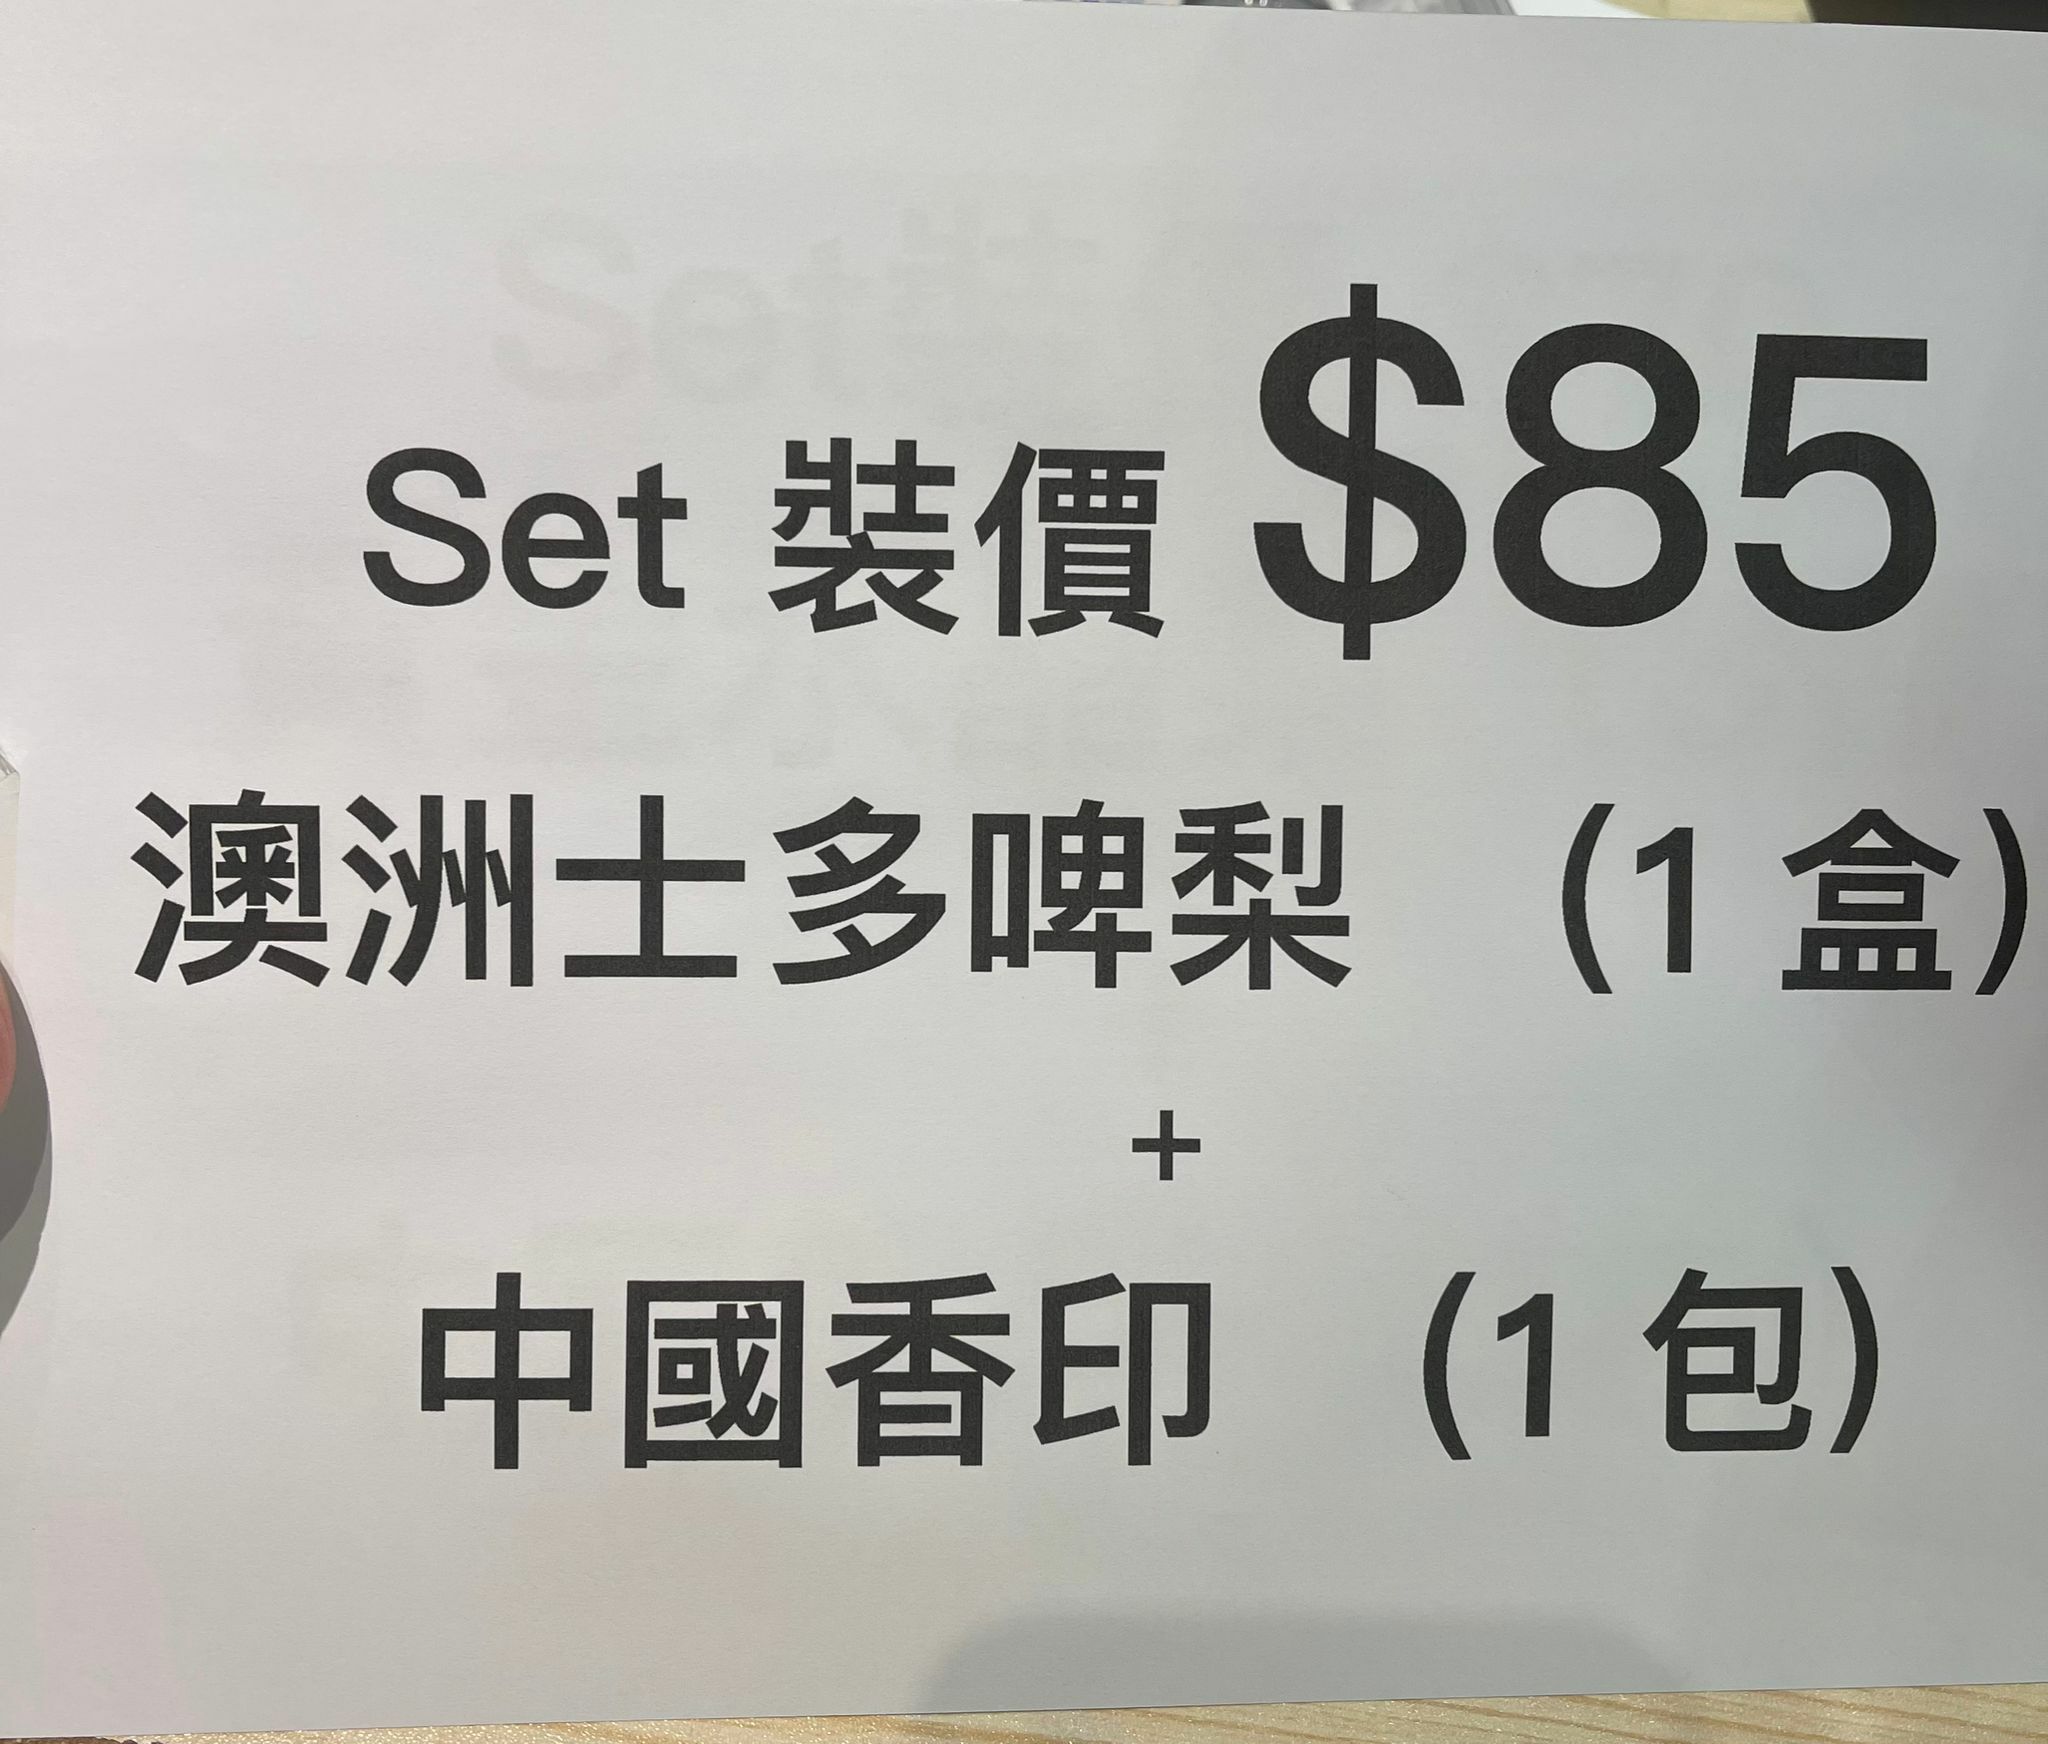 Set 裝價 $85
澳洲士多啤梨 (1 盒)
+
中國香印 (1 包)